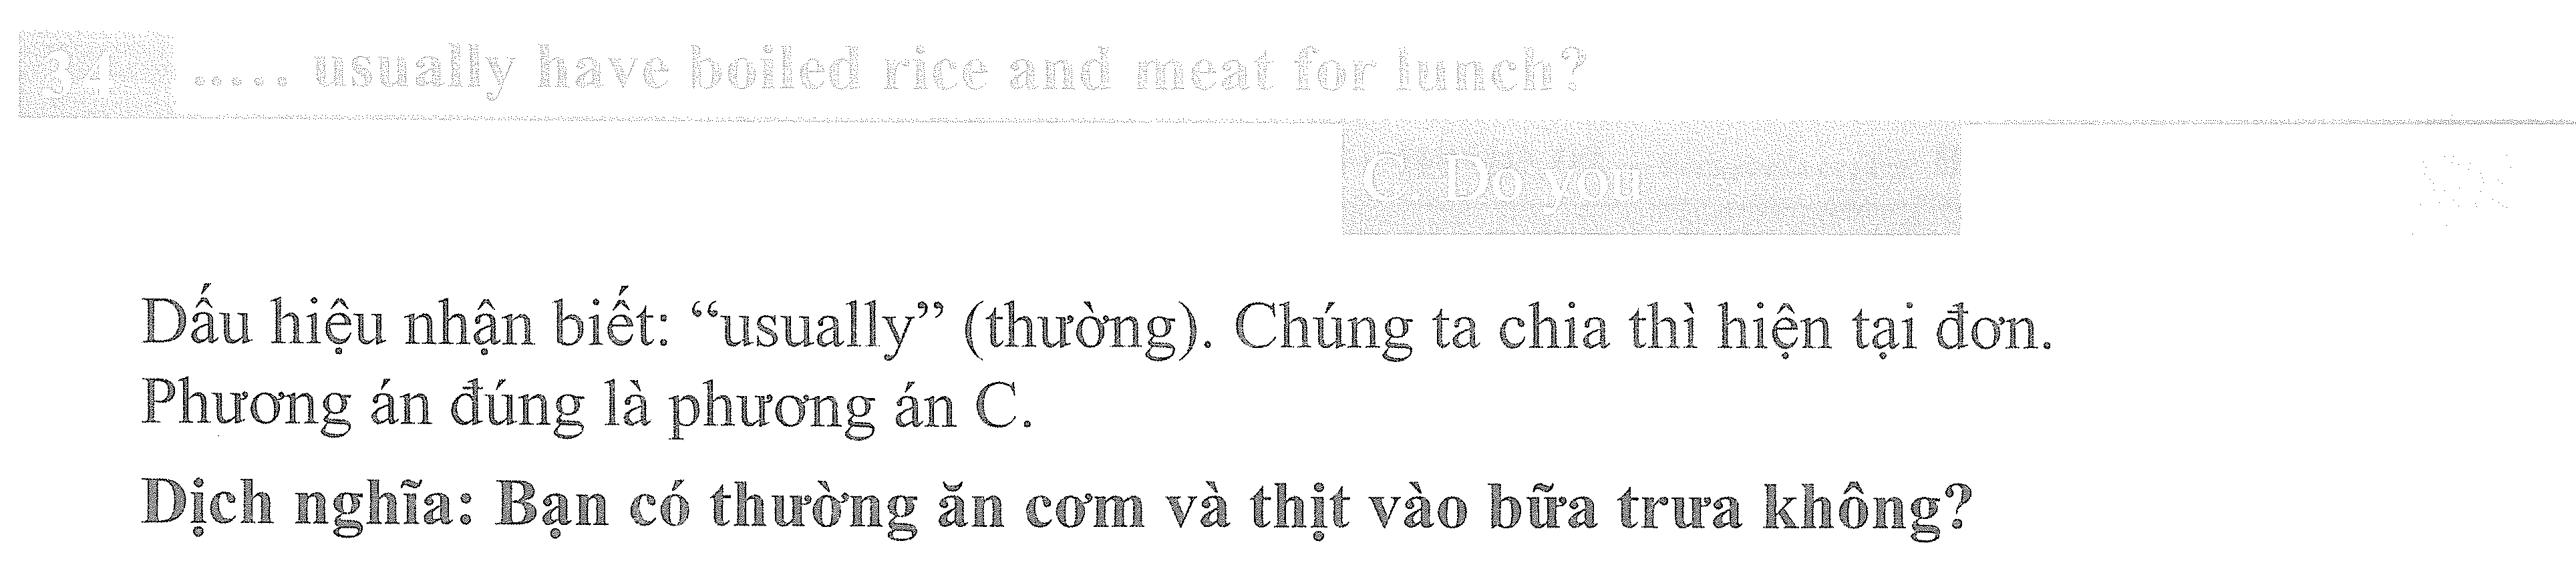 34 ..... usually have boiled rice and meat for lunch?
C Do you
Dấu hiệu nhận biết: “usually” (thường). Chúng ta chia thì hiện tại đơn.
Phương án đúng là phương án C.
Dịch nghĩa: Bạn có thường ăn cơm và thịt vào bữa trưa không?